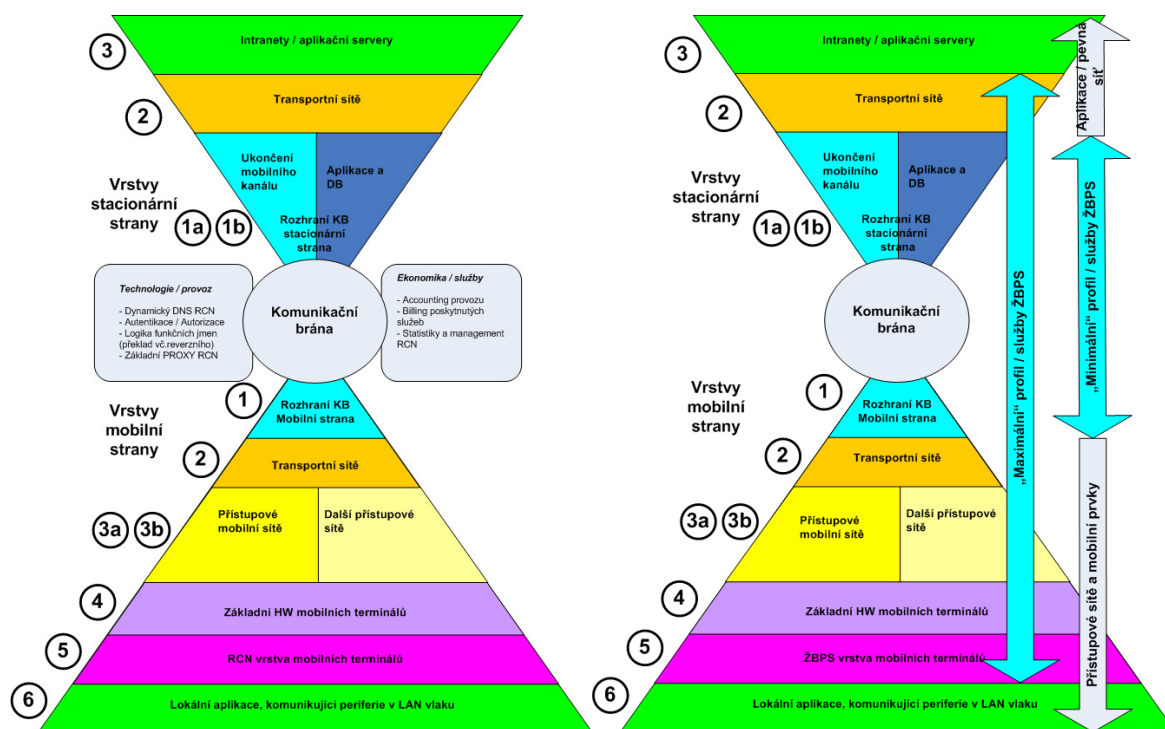 Intranety / aplikační servery
3
Transportní sítě
2
Ukončení
mobilního
kanálu
Aplikace a
DB
Vrstvy
stacionární
strany
1a
1b
Rozhraní KB
stacionární
strana
Technologie / provoz
- Dynamický DNS RCN
- Autentikace / Autorizace
- Logika funkčních jmen
(překlad vč.reverzního)
- Základní PROXY RCN
Komunikační
brána
Ekonomika / služby
- Accounting provozu
- Billing poskytnutých
služeb
- Statistiky a management
RCN
1
Rozhraní KB
Mobilní strana
Vrstvy
mobilní
strany
2
Transportní sítě
3a
3b
Přístupové
mobilní sítě
Další přístupové
sítě
4
Základní HW mobilních terminálů
5
RCN vrstva mobilních terminálů
6
Lokální aplikace, komunikující periferie v LAN vlaku
Intranety / aplikační servery
3
Transportní sítě
2
Ukončení
mobilního
kanálu
Aplikace a
DB
Vrstvy
stacionární
strany
1a
1b
Rozhraní KB
stacionární
strana
Komunikační
brána
1
Rozhraní KB
Mobilní strana
Vrstvy
mobilní
strany
2
Transportní sítě
3a
3b
Přístupové
mobilní sítě
Další přístupové
sítě
4
Základní HW mobilních terminálů
5
ŽBPS vrstva mobilních terminálů
6
Lokální aplikace, komunikující periferie v LAN vlaku
„Maximální“ profil / služby ŽBPS
Aplikace / pevná
síť
„Minimální“ profil / služby ŽBPS
Přístupové sítě a mobilní prvky